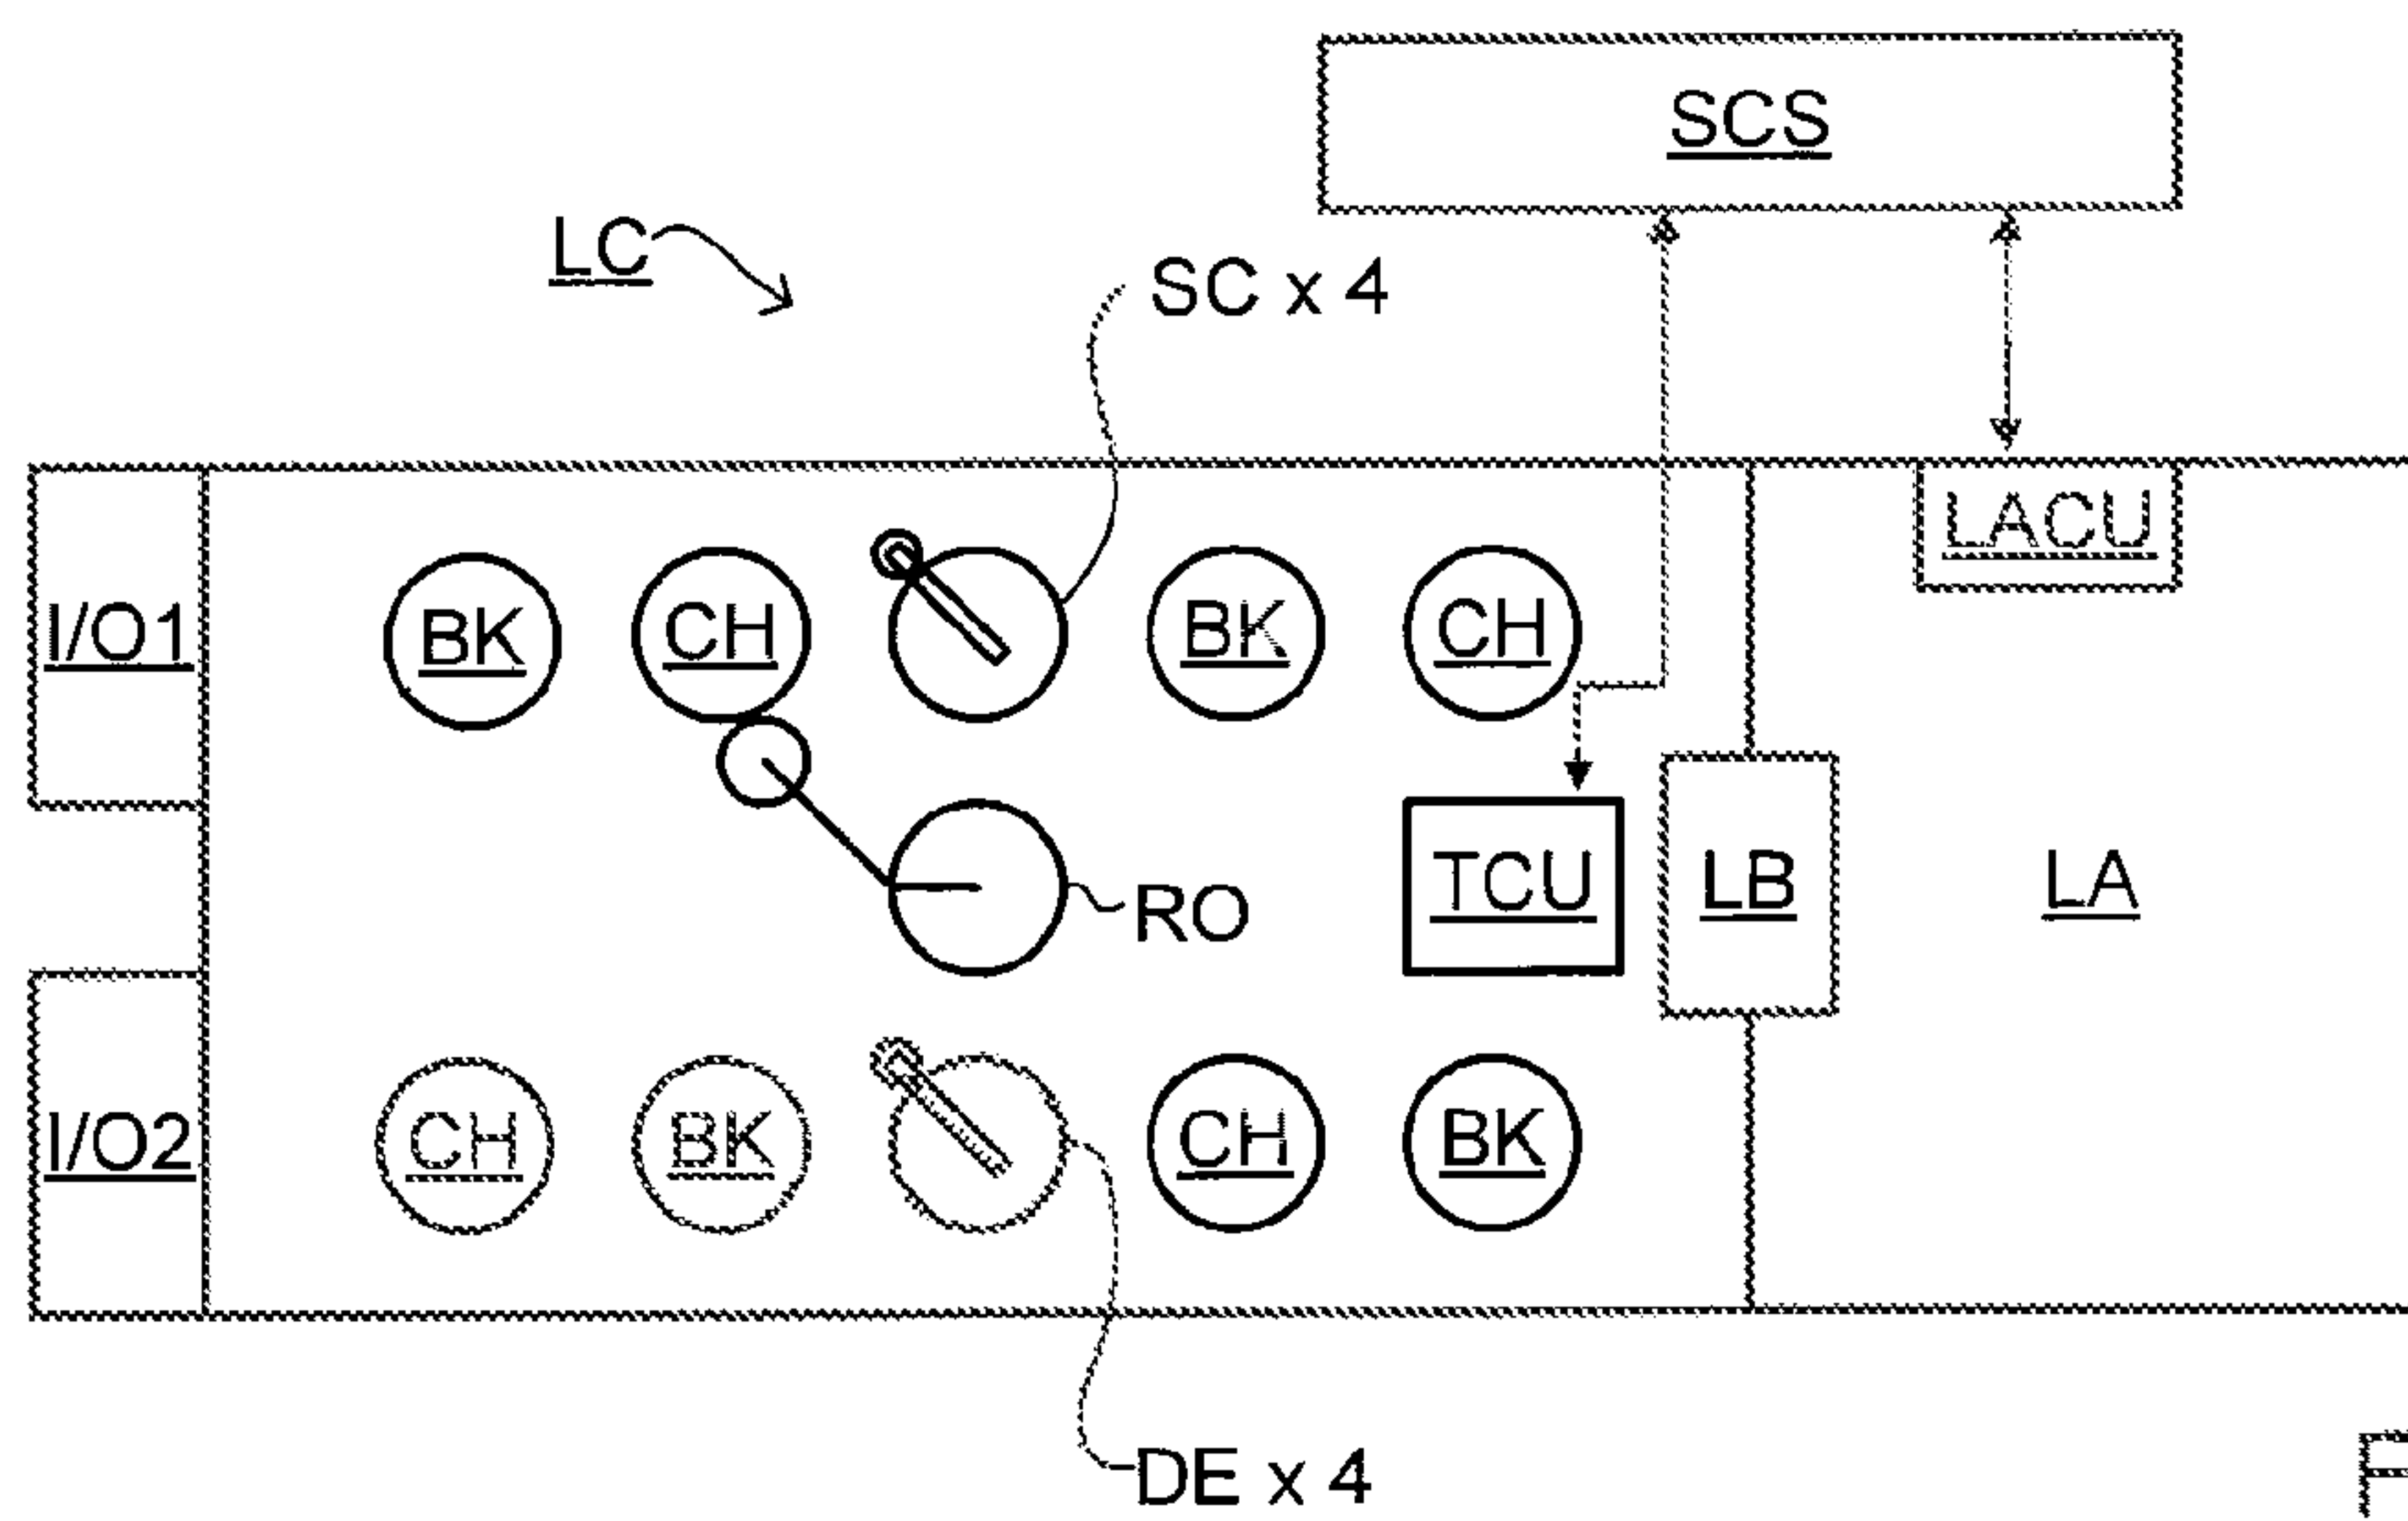 SCS
LC
SC x 4
LACU
I/O1
BK
CH
BK
CH
TCU
LB
LA
RO
I/O2
CH
BK
CH
BK
DE x 4
F